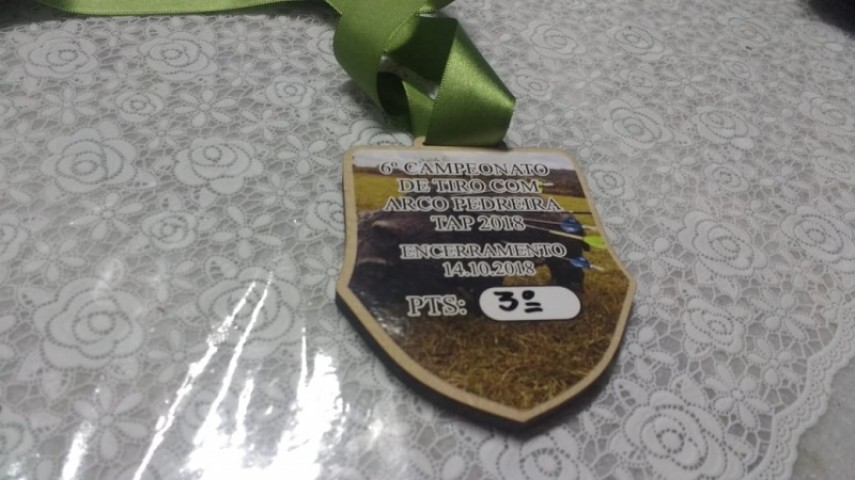 6º CAMPEONATO
DE TIRO COM
ARCO PEDREIRA
TAP 2018
ENCERRAMENTO
14.10.2018
PTS: 3º